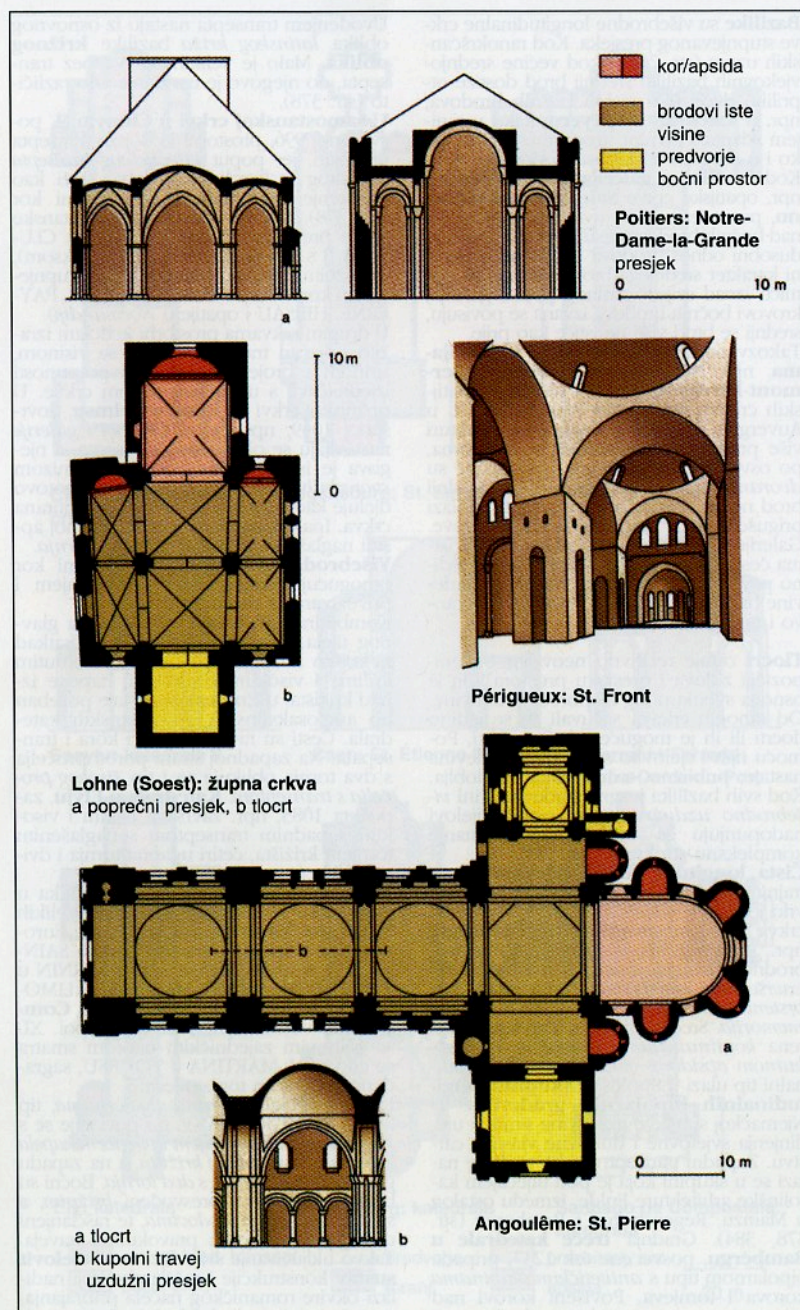 kor/apsida
brodovi iste
visine
predvorje
bočni prostor
Poitiers: Notre-
Dame-la-Grande
presjek
0 10 m
a
10 m
0
b
Lohne (Soest): župna crkva
a poprečni presjek, b tlocrt
Périgueux: St. Front
b
a
0 10 m
Angoulême: St. Pierre
a tlocrt
b kupolni travej
uzdužni presjek
b